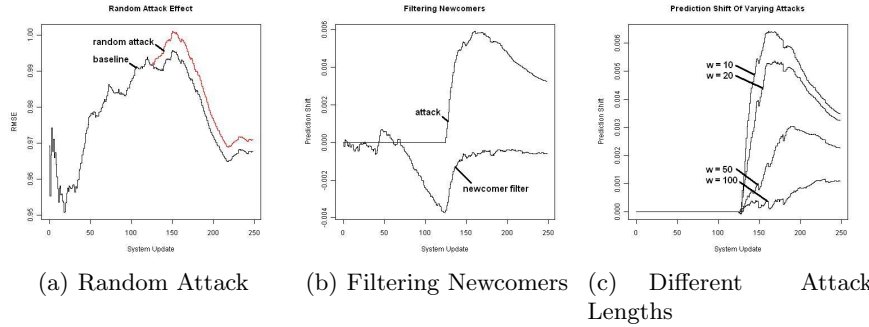 Random Attack Effect
RMSE
1.00
0.99
0.98
0.97
0.96
0.95
random attack
baseline
0
50
100
150
200
250
System Update
(a) Random Attack
Filtering Newcomers
Prediction Shift
0.006
0.004
0.002
0.000
-0.002
-0.004
attack
newcomer filter
0
50
100
150
200
250
System Update
(b) Filtering Newcomers
Prediction Shift Of Varying Attacks
Prediction Shift
0.006
0.005
0.004
0.003
0.002
0.001
0.000
w = 10
w = 20
w = 50
w = 100
0
50
100
150
200
250
System Update
(c) Different Attack
Lengths